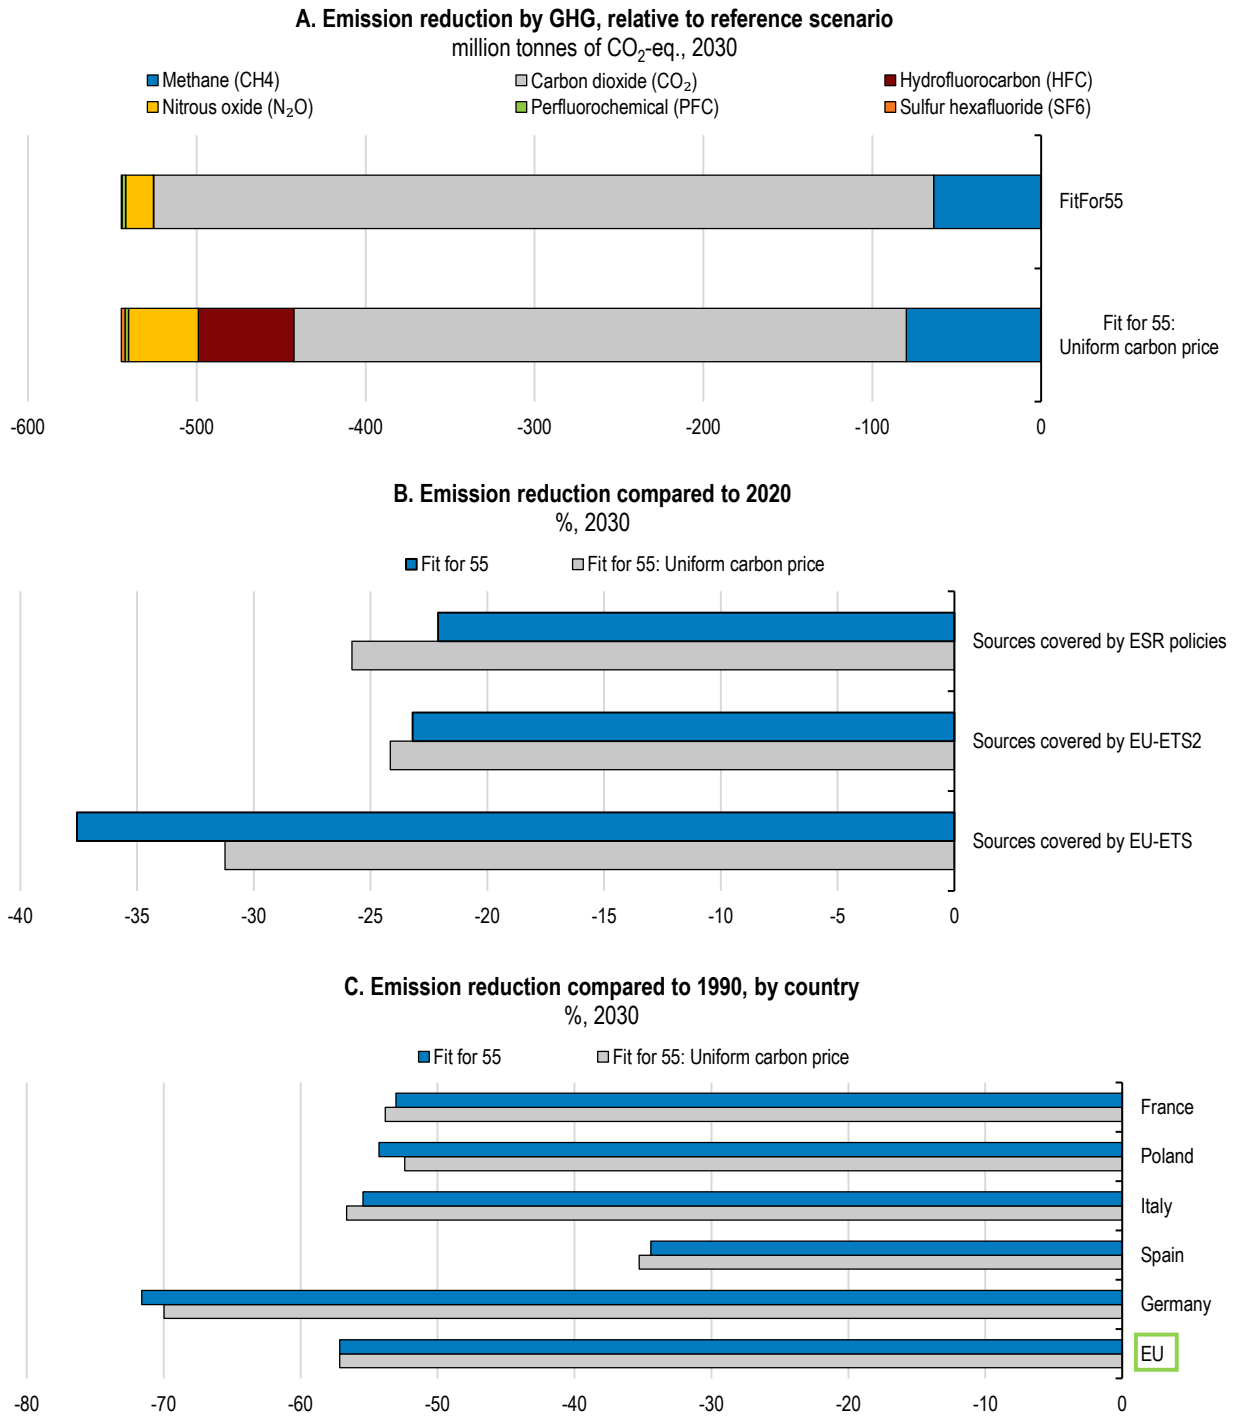 A. Emission reduction by GHG, relative to reference scenario
million tonnes of CO₂-eq., 2030
Methane (CH4)
Carbon dioxide (CO₂)
Hydrofluorocarbon (HFC)
Nitrous oxide (N₂O)
Perfluorochemical (PFC)
Sulfur hexafluoride (SF6)
FitFor55
Fit for 55:
Uniform carbon price
-600 -500 -400 -300 -200 -100 0
B. Emission reduction compared to 2020
%, 2030
Fit for 55
Fit for 55: Uniform carbon price
Sources covered by ESR policies
Sources covered by EU-ETS2
Sources covered by EU-ETS
-40 -35 -30 -25 -20 -15 -10 -5 0
C. Emission reduction compared to 1990, by country
%, 2030
Fit for 55
Fit for 55: Uniform carbon price
France
Poland
Italy
Spain
Germany
EU
-80 -70 -60 -50 -40 -30 -20 -10 0